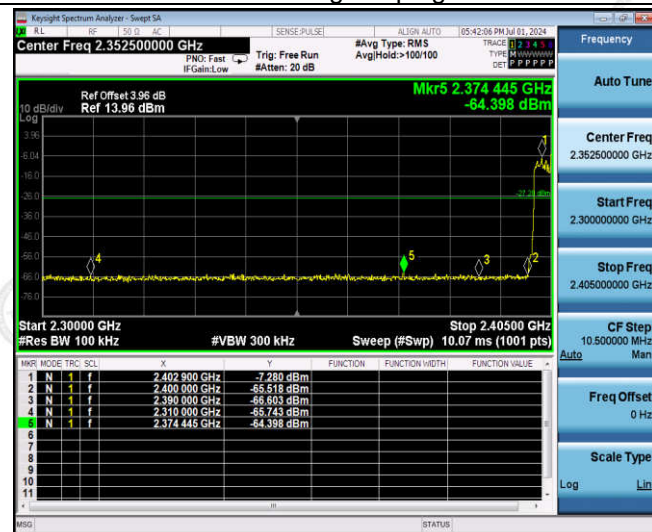 Keysight Spectrum Analyzer - Swept SA
RL RF 50 Ω AC SENSE:PULSE ALIGN AUTO 05:42:06 PM Jul 01, 2024
Center Freq 2.352500000 GHz
PNO: Fast
IFGain:Low
Trig: Free Run
#Atten: 20 dB
#Avg Type: RMS
Avg|Hold:>100/100
TRACE 1 2 3 4 5 6
TYPE M W W W W W
DET P P P P P P
Ref Offset 3.96 dB
10 dB/div Ref 13.96 dBm
Log
Mkr5 2.374 445 GHz
-64.398 dBm
3.96
-6.04
-16.0
-26.0
-36.0
-46.0
-56.0
-66.0
-76.0
-27.28 dBm
1
4
5
3
2
Start 2.30000 GHz Stop 2.40500 GHz
#Res BW 100 kHz #VBW 300 kHz Sweep (#Swp) 10.07 ms (1001 pts)
MKR MODE TRC SCL X Y FUNCTION FUNCTION WIDTH FUNCTION VALUE
1 N 1 f 2.402 900 GHz -7.280 dBm
2 N 1 f 2.400 000 GHz -65.518 dBm
3 N 1 f 2.390 000 GHz -66.603 dBm
4 N 1 f 2.310 000 GHz -65.743 dBm
5 N 1 f 2.374 445 GHz -64.398 dBm
6
7
8
9
10
11
MSG STATUS
Frequency
Auto Tune
Center Freq
2.352500000 GHz
Start Freq
2.300000000 GHz
Stop Freq
2.405000000 GHz
CF Step
10.500000 MHz
Auto Man
Freq Offset
0 Hz
Scale Type
Log Lin